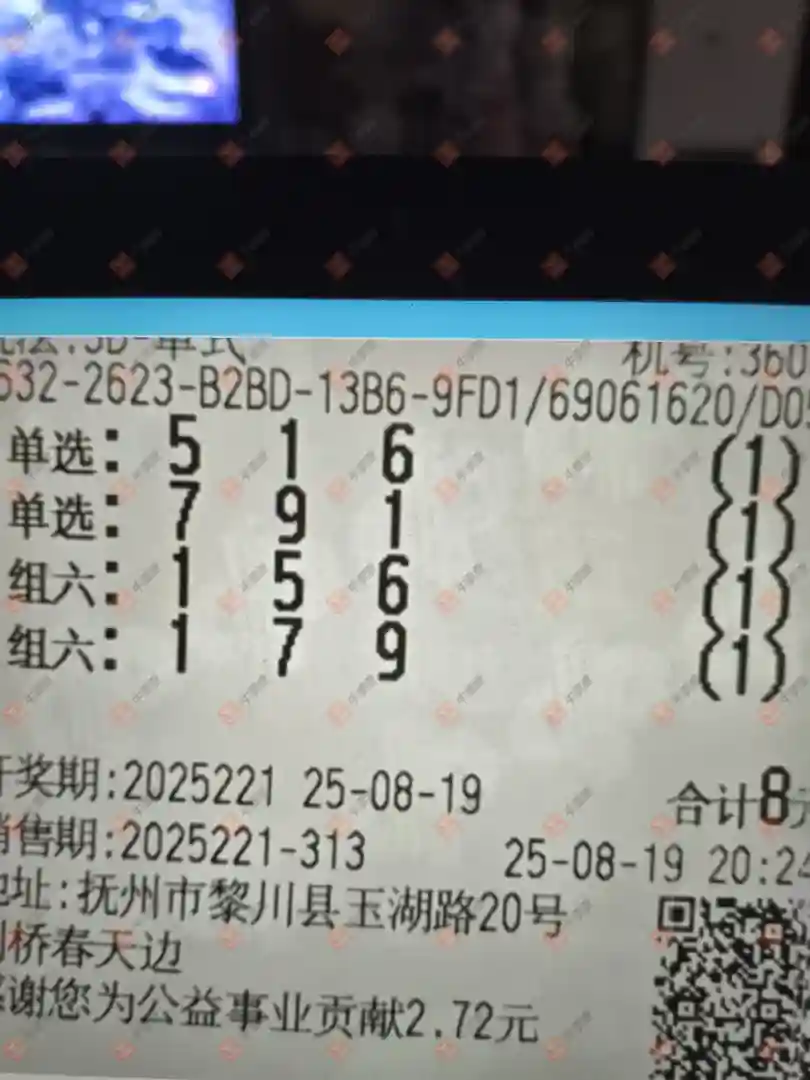 :3D-单式 机号:360
632-2623-B2BD-13B6-9FD1/69061620/D05
单选: 5 1 6 (1)
单选: 7 9 1 (1)
组六: 1 5 6 (1)
组六: 1 7 9 (1)
开奖期:2025221 25-08-19 合计8元
销售期:2025221-313 25-08-19 20:24
地址:抚州市黎川县玉湖路20号
桥春天边
感谢您为公益事业贡献2.72元